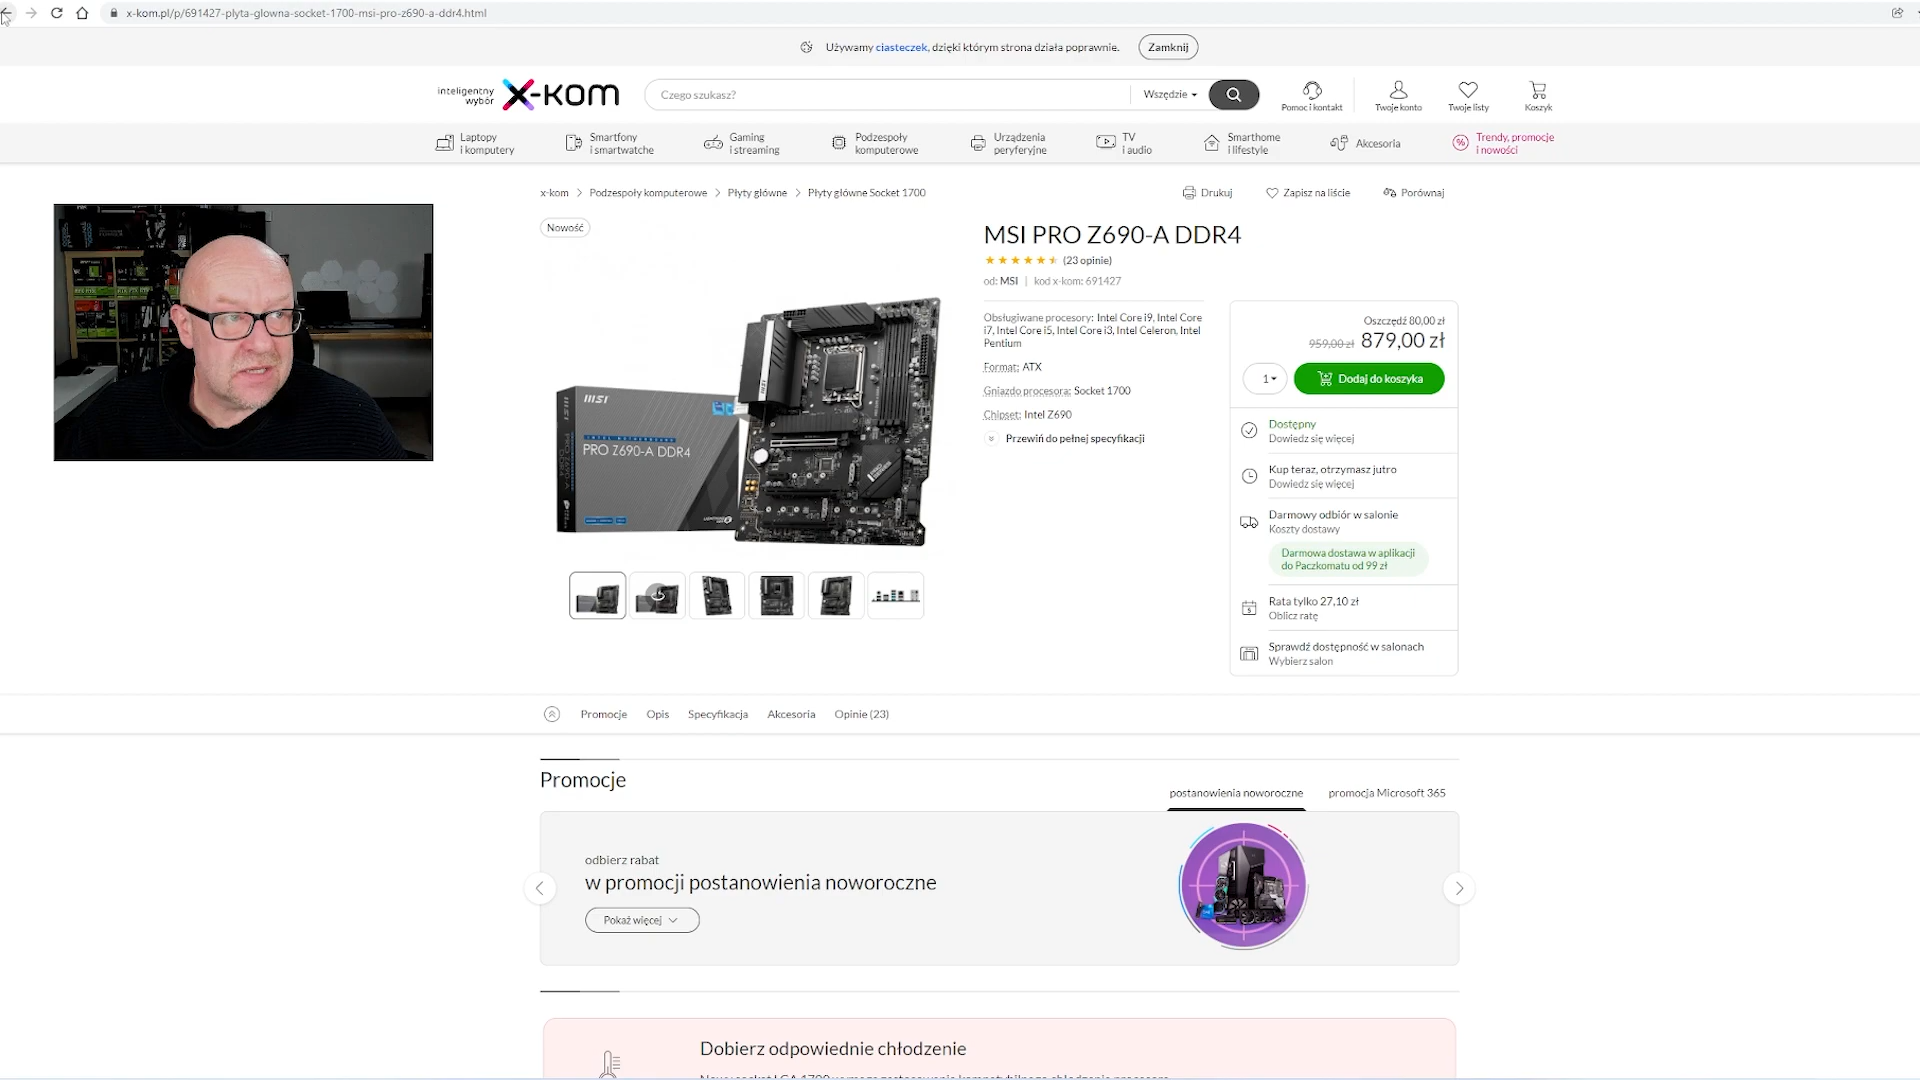 x-kom.pl/p/691427-plyta-glowna-socket-1700-msi-pro-z690-a-ddr4.html
Używamy ciasteczek, dzięki którym strona działa poprawnie.
Zamknij
inteligentny
wybór
x-kom
Czego szukasz?
Wszędzie
Pomoc i kontakt
Twoje konto
Twoje listy
Koszyk
Laptopy
i komputery
Smartfony
i smartwatche
Gaming
i streaming
Podzespoły
komputerowe
Urządzenia
peryferyjne
TV
i audio
Smarthome
i lifestyle
Akcesoria
Trendy, promocje
i nowości
x-kom > Podzespoły komputerowe > Płyty główne > Płyty główne Socket 1700
Drukuj
Zapisz na liście
Porównaj
Nowość
MSI PRO Z690-A DDR4
(23 opinie)
od: MSI | kod x-kom: 691427
Obsługiwane procesory: Intel Core i9, Intel Core
i7, Intel Core i5, Intel Core i3, Intel Celeron, Intel
Pentium
Format: ATX
Gniazdo procesora: Socket 1700
Chipset: Intel Z690
Przewiń do pełnej specyfikacji
msi
PRO Z690-A DDR4
Oszczędź 80,00 zł
959,00 zł 879,00 zł
1
Dodaj do koszyka
Dostępny
Dowiedz się więcej
Kup teraz, otrzymasz jutro
Dowiedz się więcej
Darmowy odbiór w salonie
Koszty dostawy
Darmowa dostawa w aplikacji
do Paczkomatu od 99 zł
Rata tylko 27,10 zł
Oblicz ratę
Sprawdź dostępność w salonach
Wybierz salon
Promocje
Opis
Specyfikacja
Akcesoria
Opinie (23)
Promocje
postanowienia noworoczne
promocja Microsoft 365
odbierz rabat
w promocji postanowienia noworoczne
Pokaż więcej
Dobierz odpowiednie chłodzenie